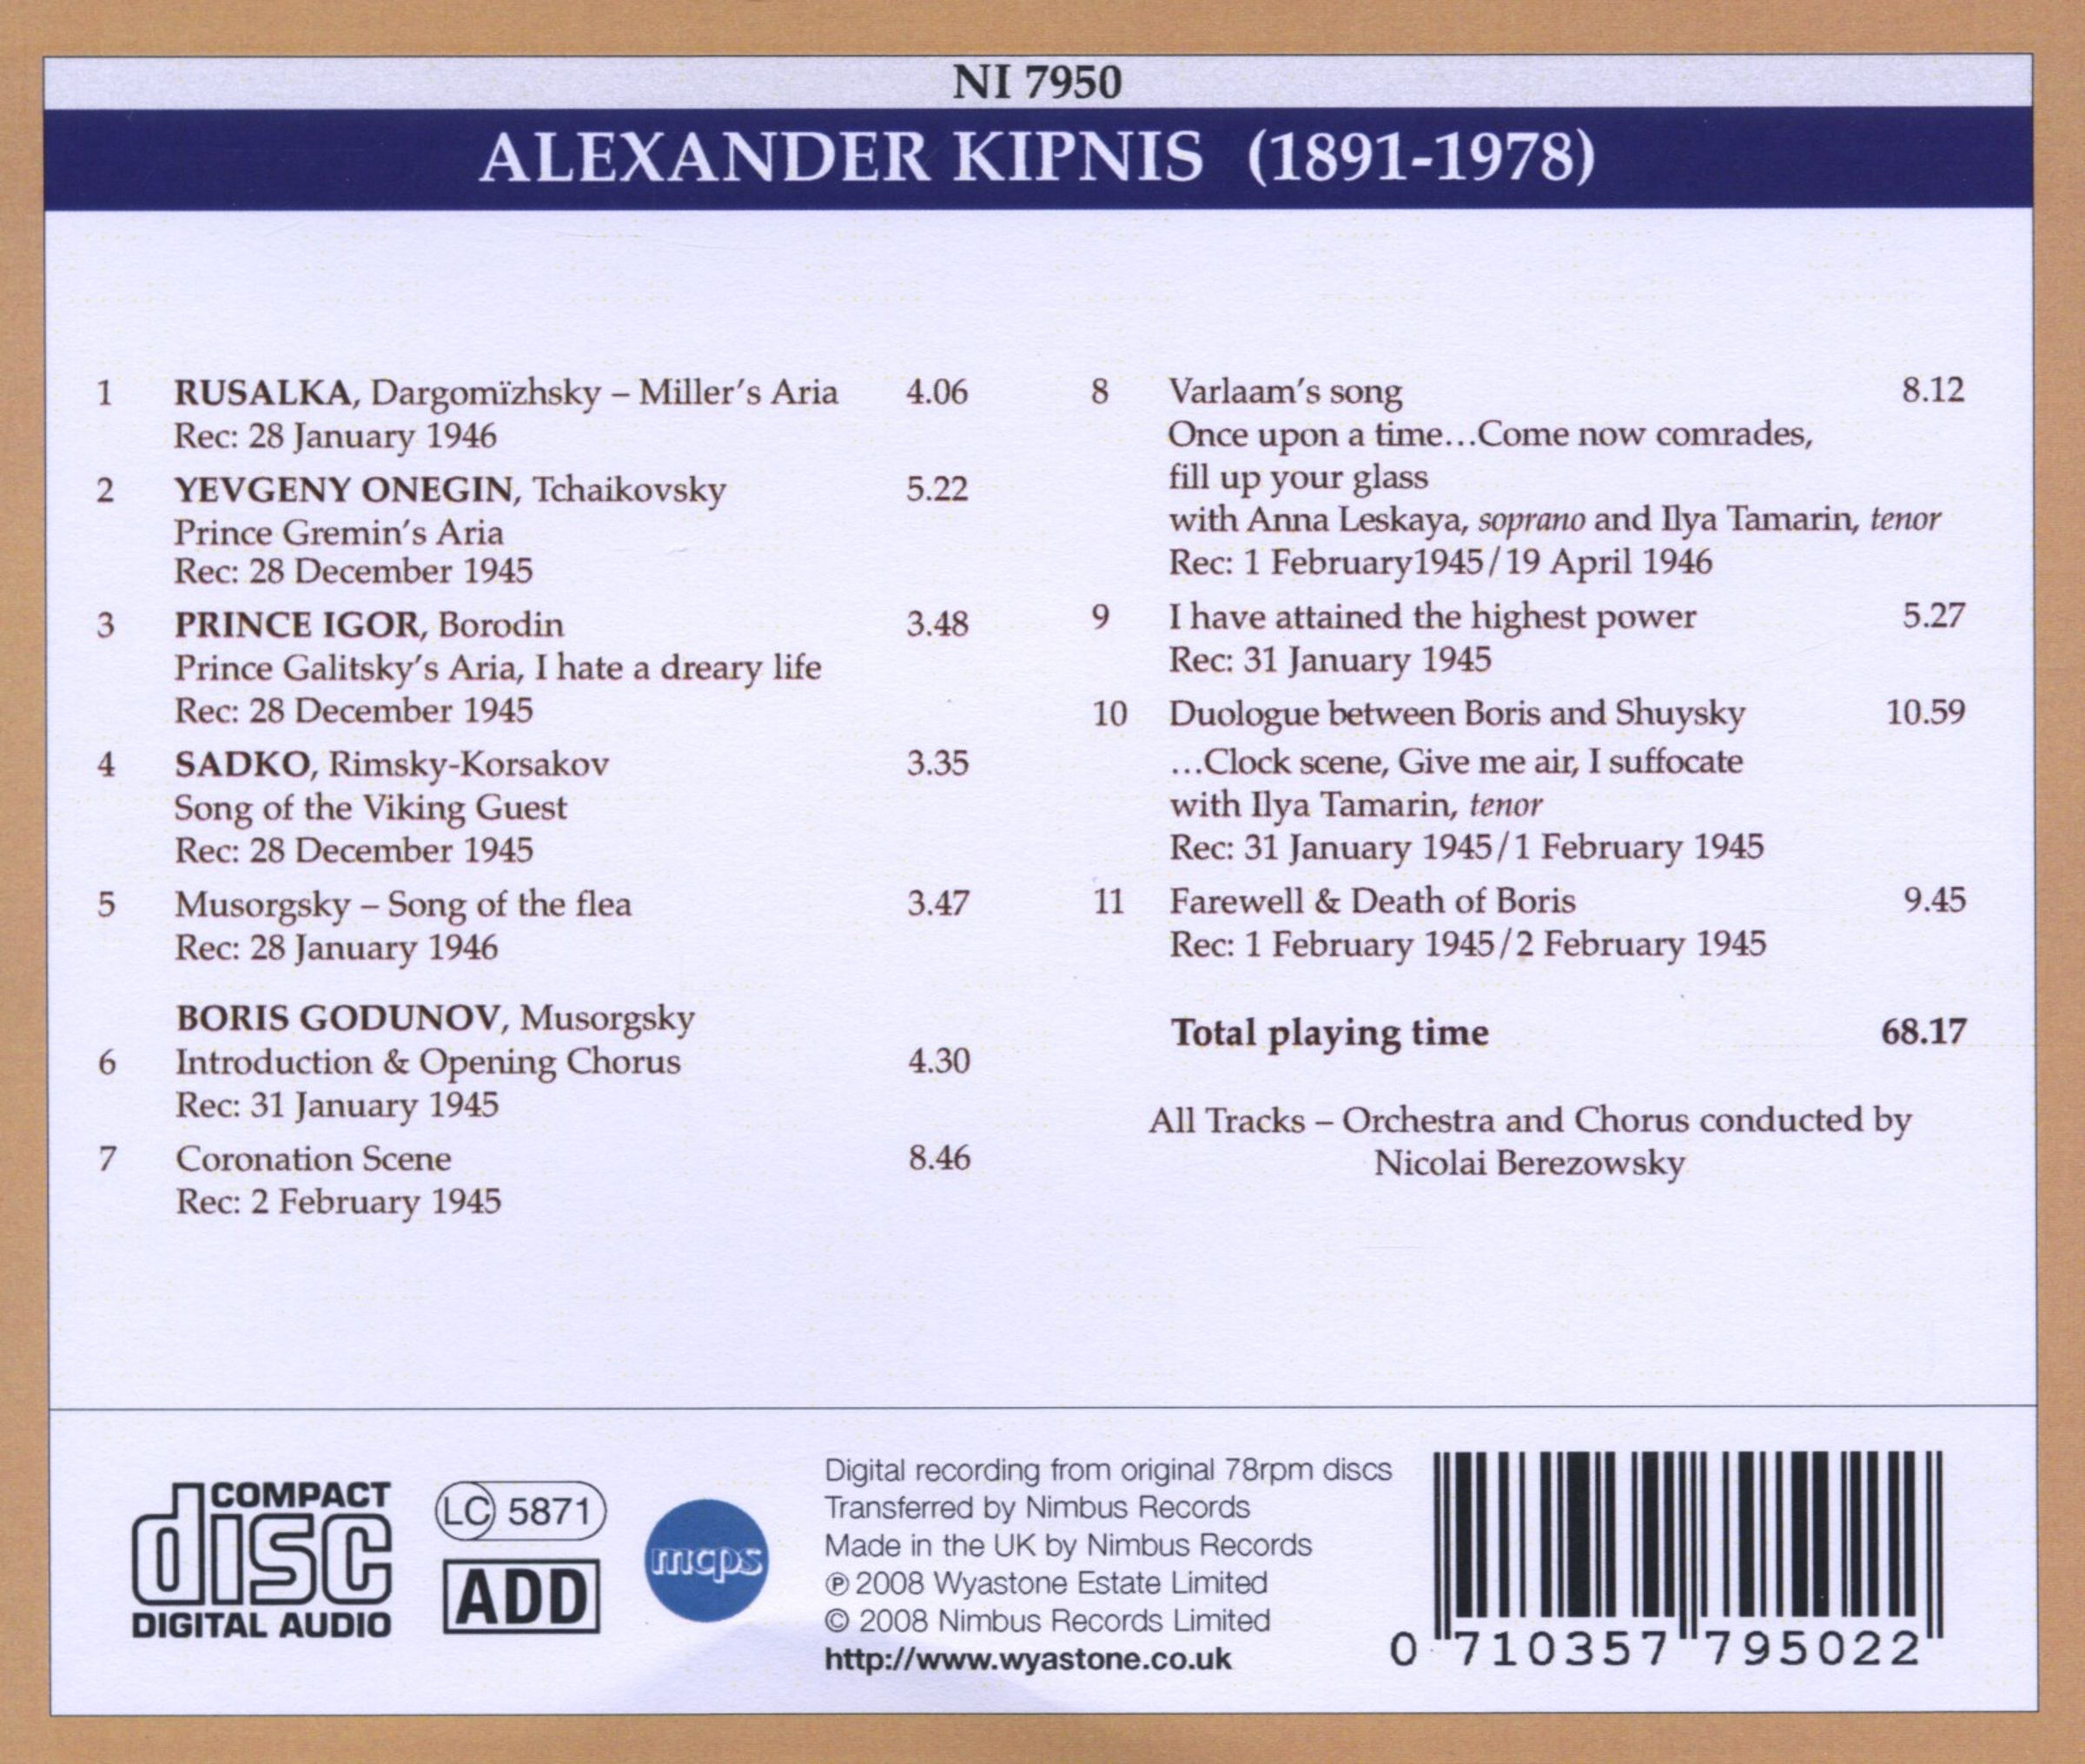 NI 7950
ALEXANDER KIPNIS (1891-1978)
1 RUSALKA, Dargomïzhsky – Miller's Aria 4.06
Rec: 28 January 1946
2 YEVGENY ONEGIN, Tchaikovsky 5.22
Prince Gremin's Aria
Rec: 28 December 1945
3 PRINCE IGOR, Borodin 3.48
Prince Galitsky's Aria, I hate a dreary life
Rec: 28 December 1945
4 SADKO, Rimsky-Korsakov 3.35
Song of the Viking Guest
Rec: 28 December 1945
5 Musorgsky – Song of the flea 3.47
Rec: 28 January 1946
BORIS GODUNOV, Musorgsky
6 Introduction & Opening Chorus 4.30
Rec: 31 January 1945
7 Coronation Scene 8.46
Rec: 2 February 1945
8 Varlaam's song 8.12
Once upon a time...Come now comrades,
fill up your glass
with Anna Leskaya, soprano and Ilya Tamarin, tenor
Rec: 1 February1945/19 April 1946
9 I have attained the highest power 5.27
Rec: 31 January 1945
10 Duologue between Boris and Shuysky 10.59
...Clock scene, Give me air, I suffocate
with Ilya Tamarin, tenor
Rec: 31 January 1945/1 February 1945
11 Farewell & Death of Boris 9.45
Rec: 1 February 1945/2 February 1945
Total playing time 68.17
All Tracks – Orchestra and Chorus conducted by
Nicolai Berezowsky
COMPACT
disc
DIGITAL AUDIO
LC 5871
ADD
mcps
Digital recording from original 78rpm discs
Transferred by Nimbus Records
Made in the UK by Nimbus Records
℗ 2008 Wyastone Estate Limited
© 2008 Nimbus Records Limited
http://www.wyastone.co.uk
0 710357 795022